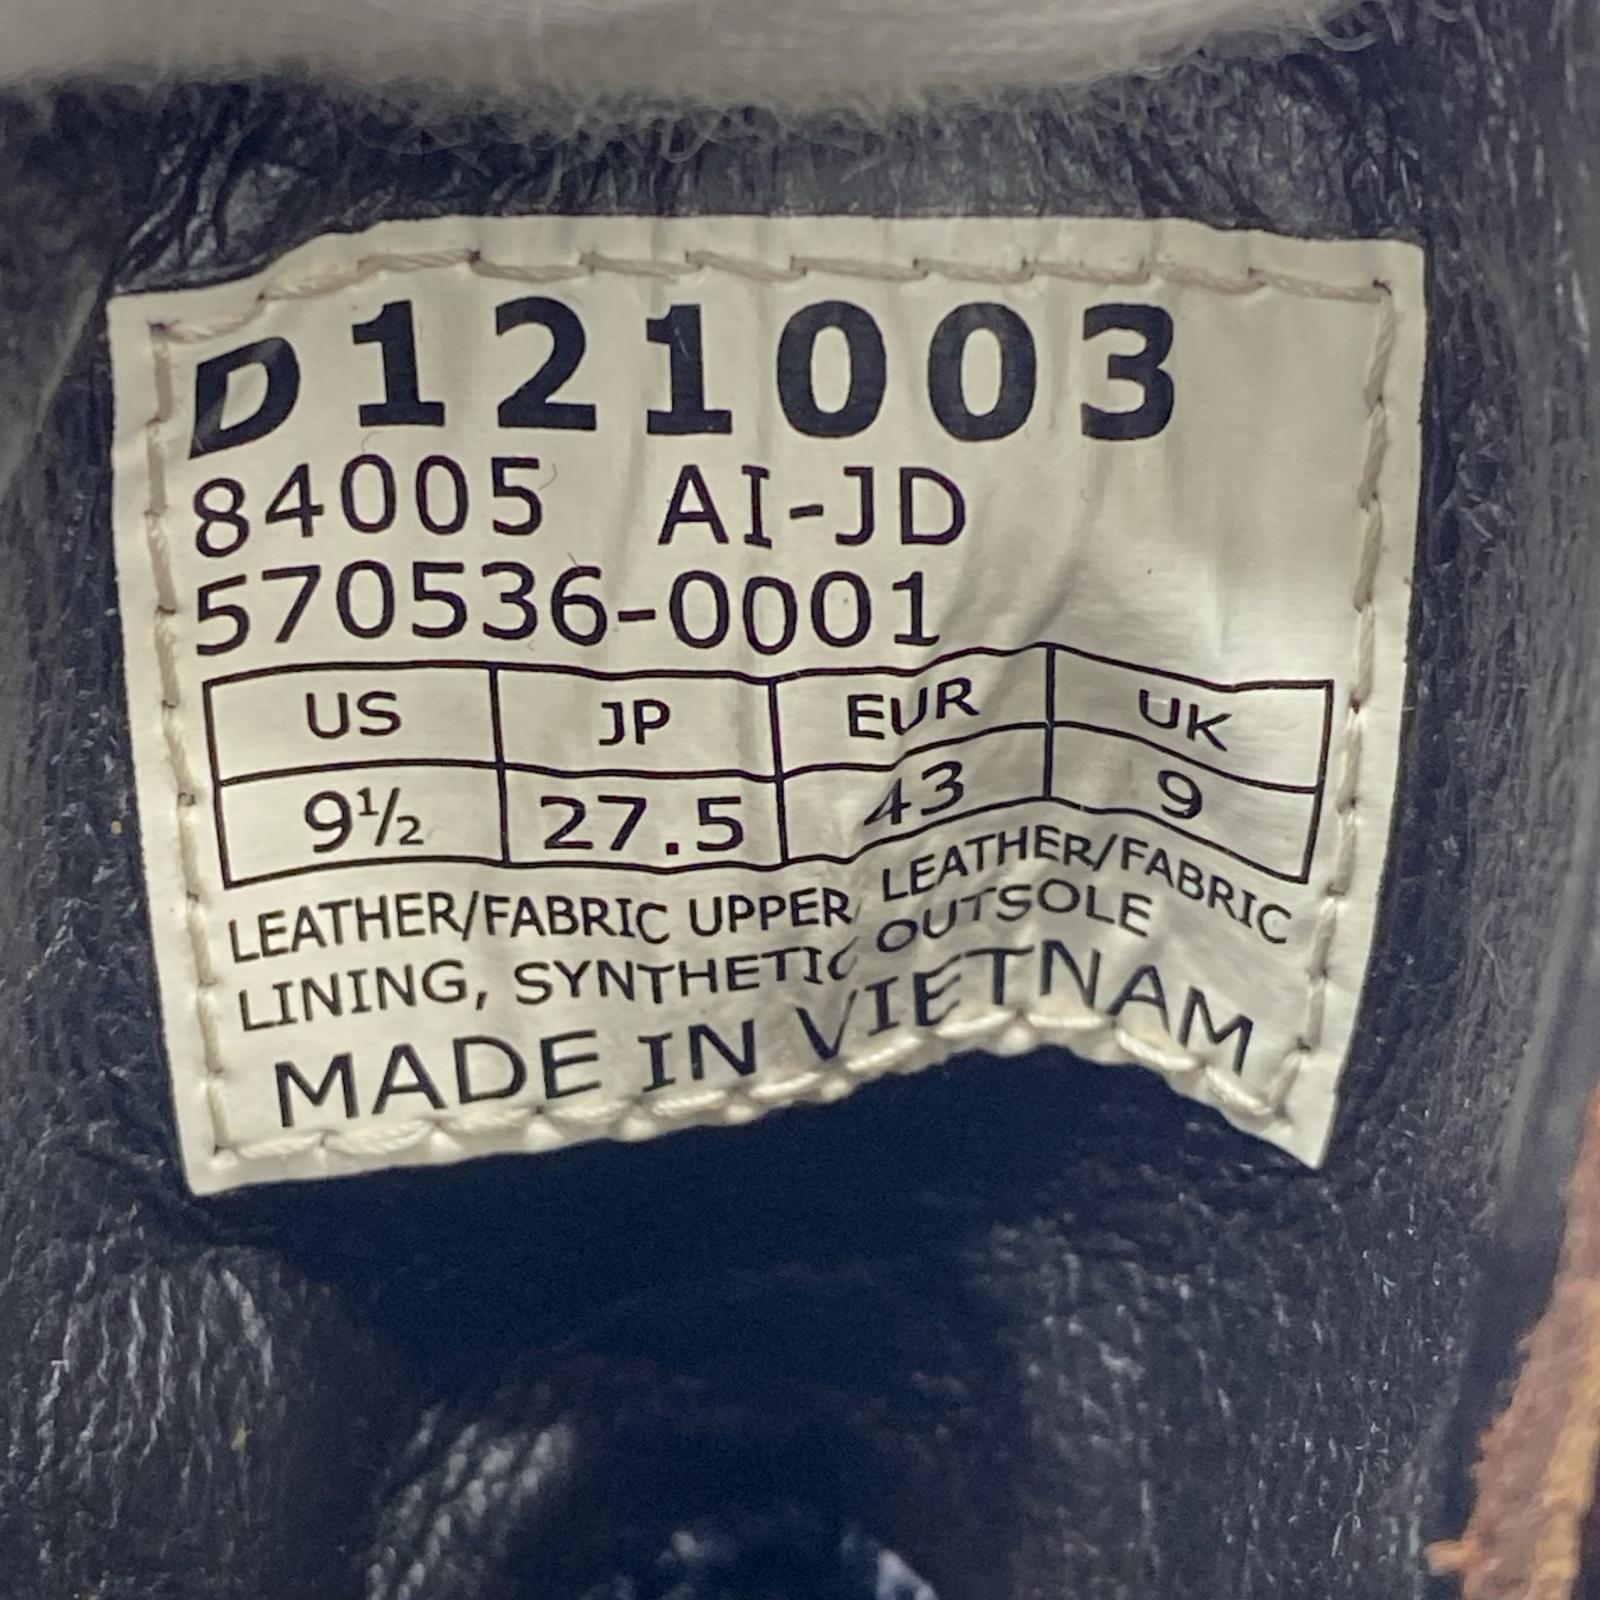 D121003
84005 AI-JD
570536-0001
US JP EUR UK
9½ 27.5 43 9
LEATHER/FABRIC UPPER LEATHER/FABRIC
LINING, SYNTHETIC OUTSOLE
MADE IN VIETNAM